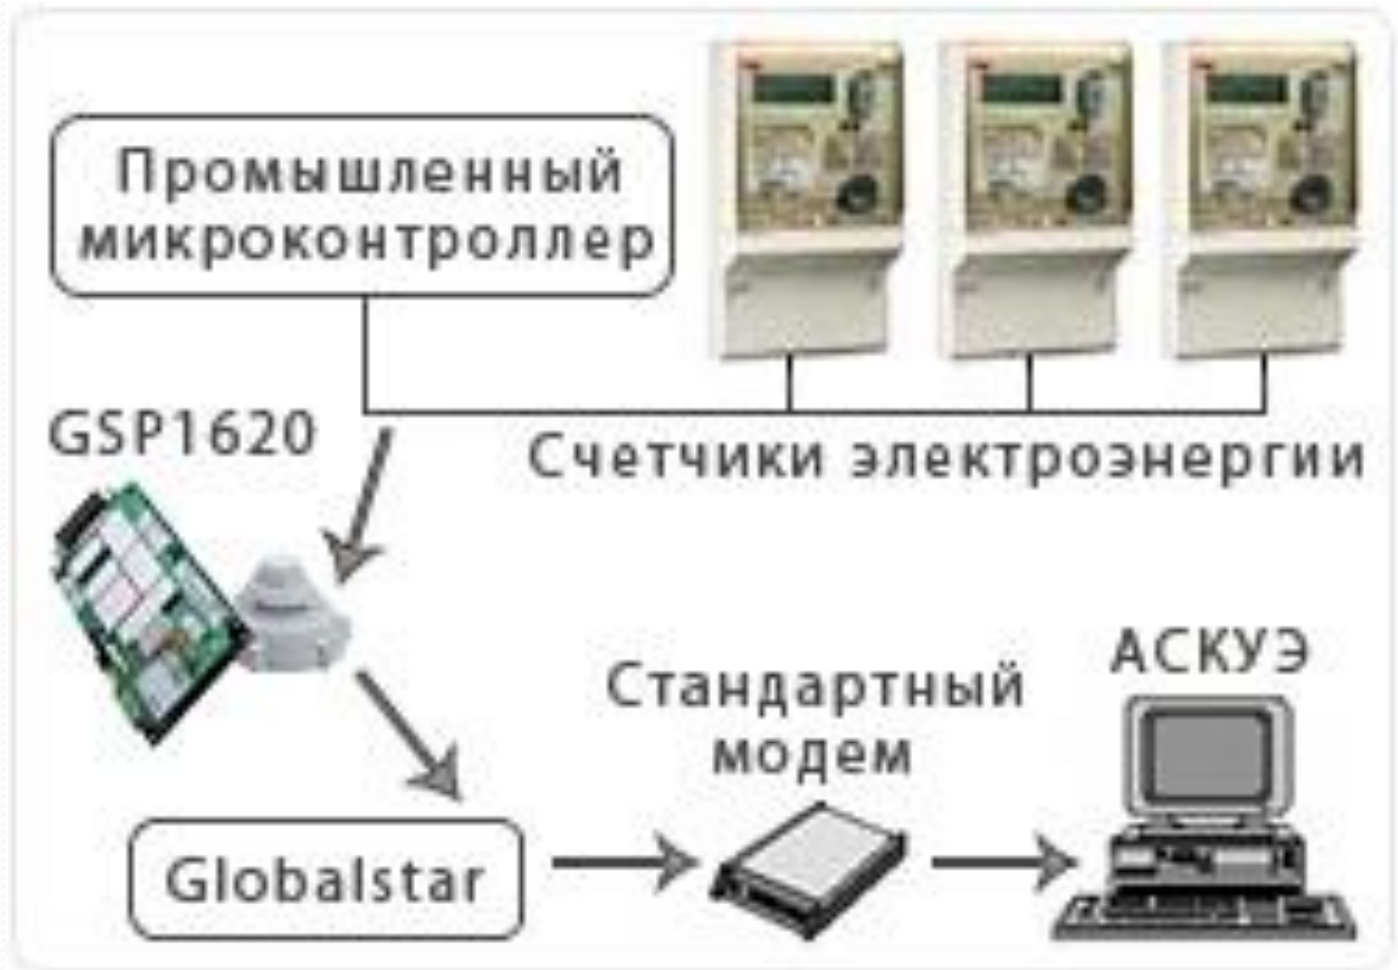 Промышленный
микроконтроллер
GSP1620
Счетчики электроэнергии
АСКУЭ
Стандартный
модем
Globalstar